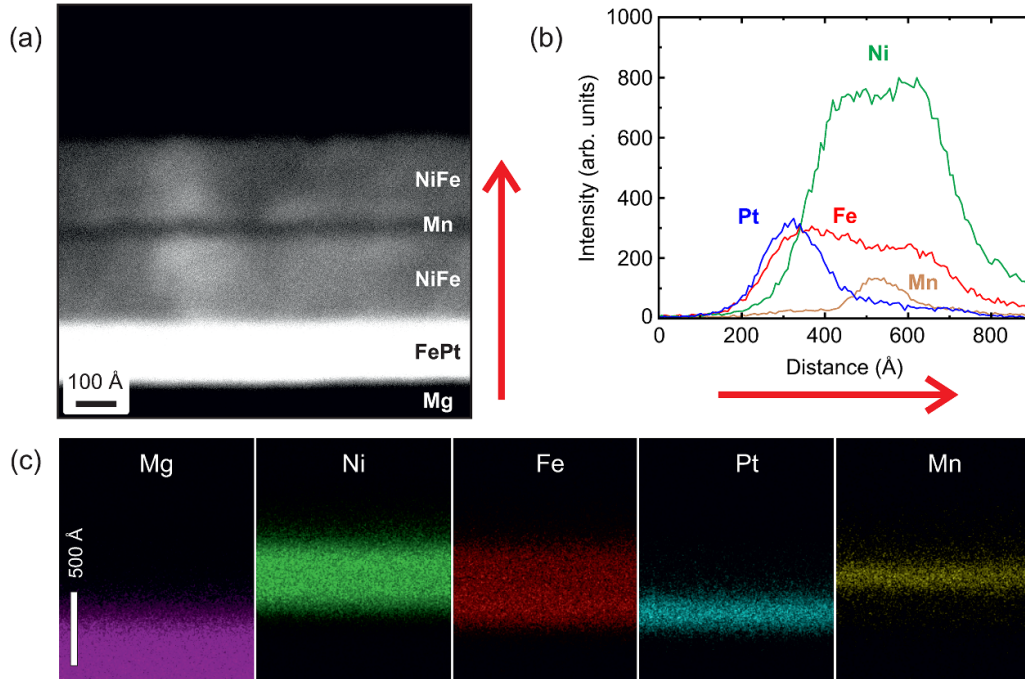 (a)
NiFe
Mn
NiFe
FePt
Mg
100 Å
(b)
Intensity (arb. units)
1000
800
600
400
200
0
0 200 400 600 800
Distance (Å)
Ni
Pt
Fe
Mn
(c)
Mg
Ni
Fe
Pt
Mn
500 Å